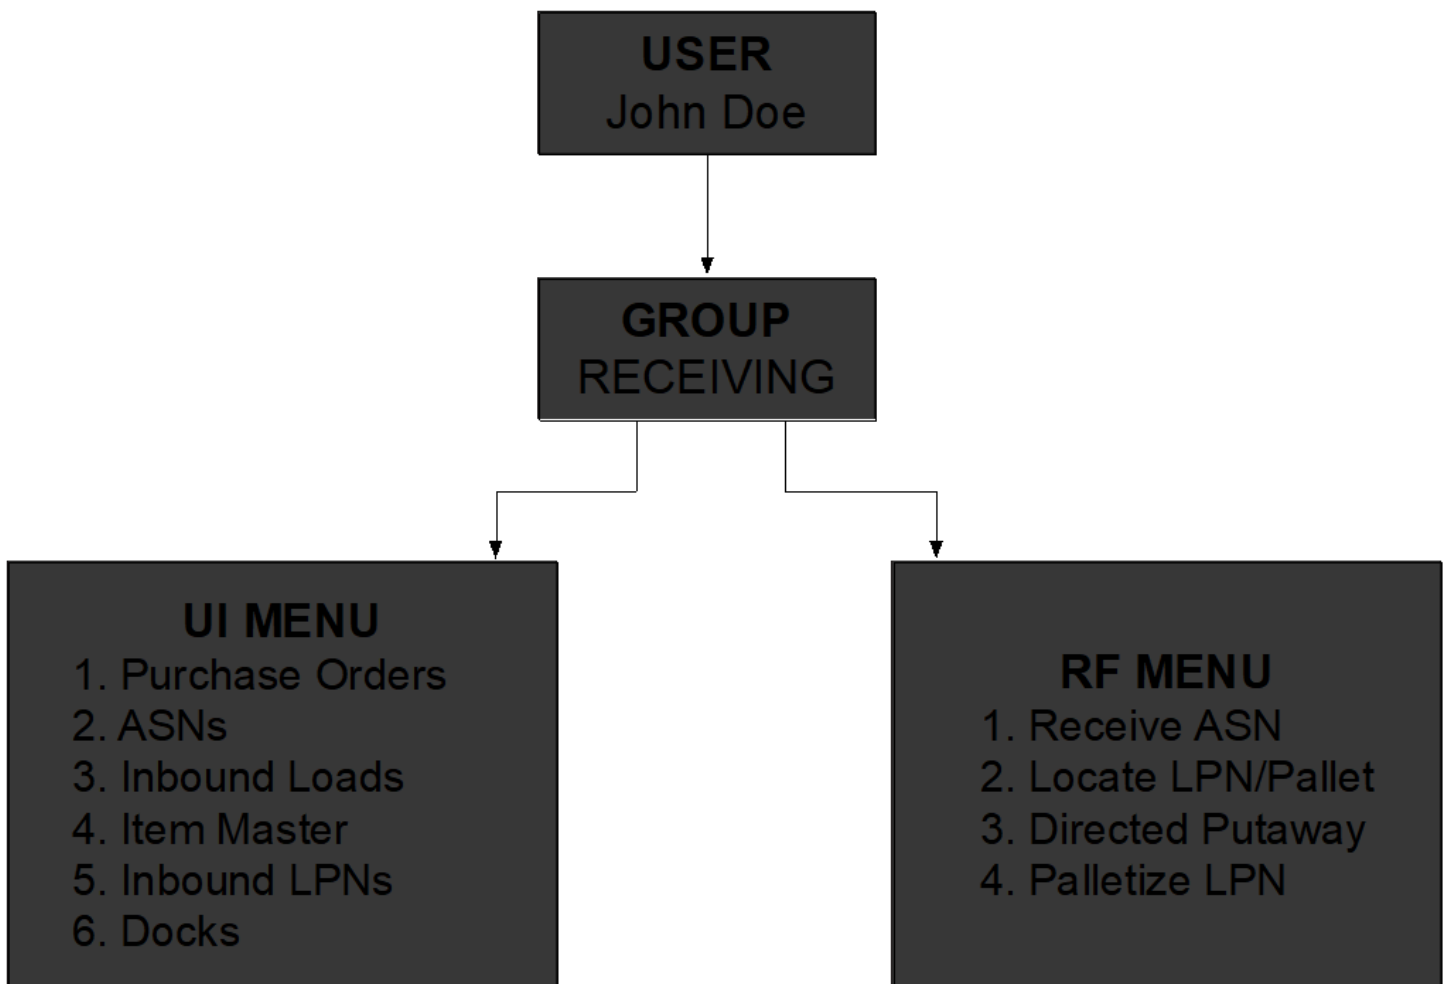 USER
John Doe
GROUP
RECEIVING
UI MENU
1. Purchase Orders
2. ASNs
3. Inbound Loads
4. Item Master
5. Inbound LPNs
6. Docks
RF MENU
1. Receive ASN
2. Locate LPN/Pallet
3. Directed Putaway
4. Palletize LPN